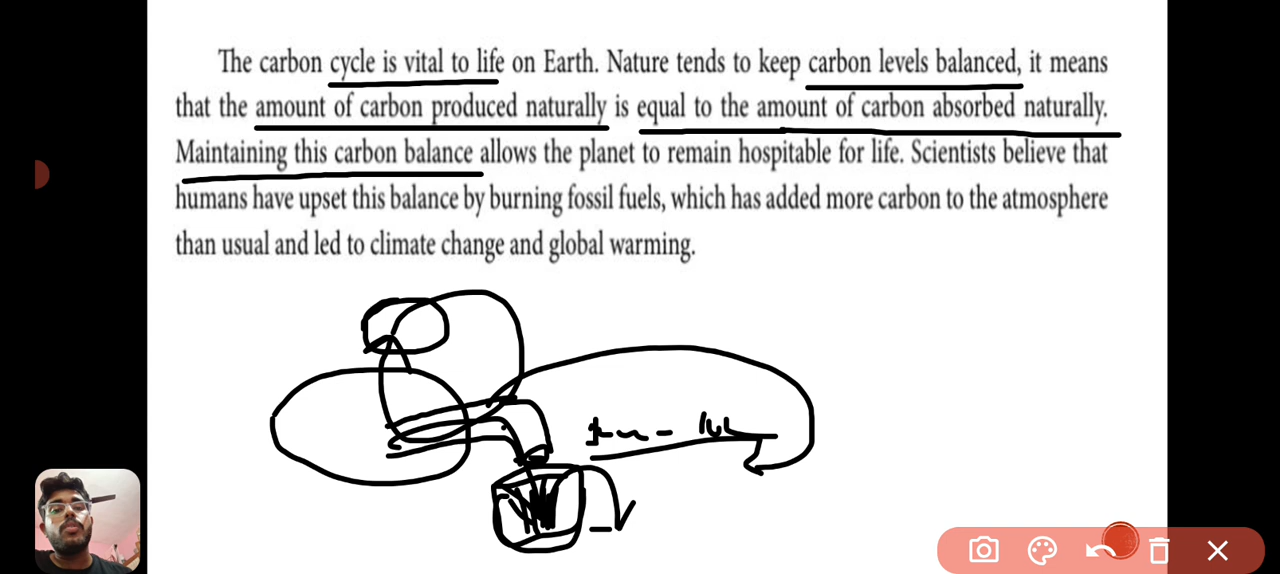 The carbon cycle is vital to life on Earth. Nature tends to keep carbon levels balanced, it means
that the amount of carbon produced naturally is equal to the amount of carbon absorbed naturally.
Maintaining this carbon balance allows the planet to remain hospitable for life. Scientists believe that
humans have upset this balance by burning fossil fuels, which has added more carbon to the atmosphere
than usual and led to climate change and global warming.